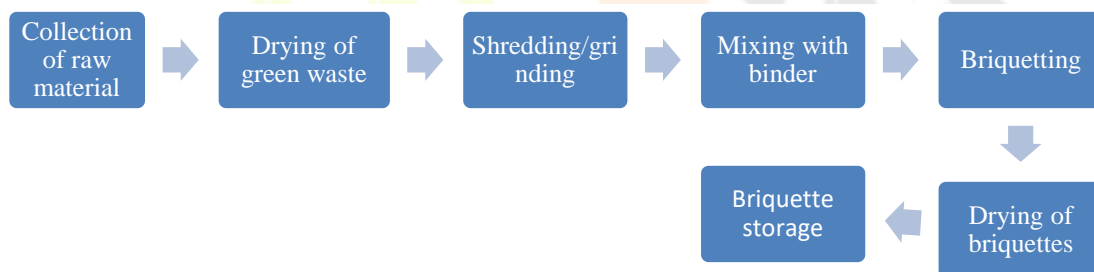 Collection
of raw
material
Drying of
green waste
Shredding/gri
nding
Mixing with
binder
Briquetting
Drying of
briquettes
Briquette
storage